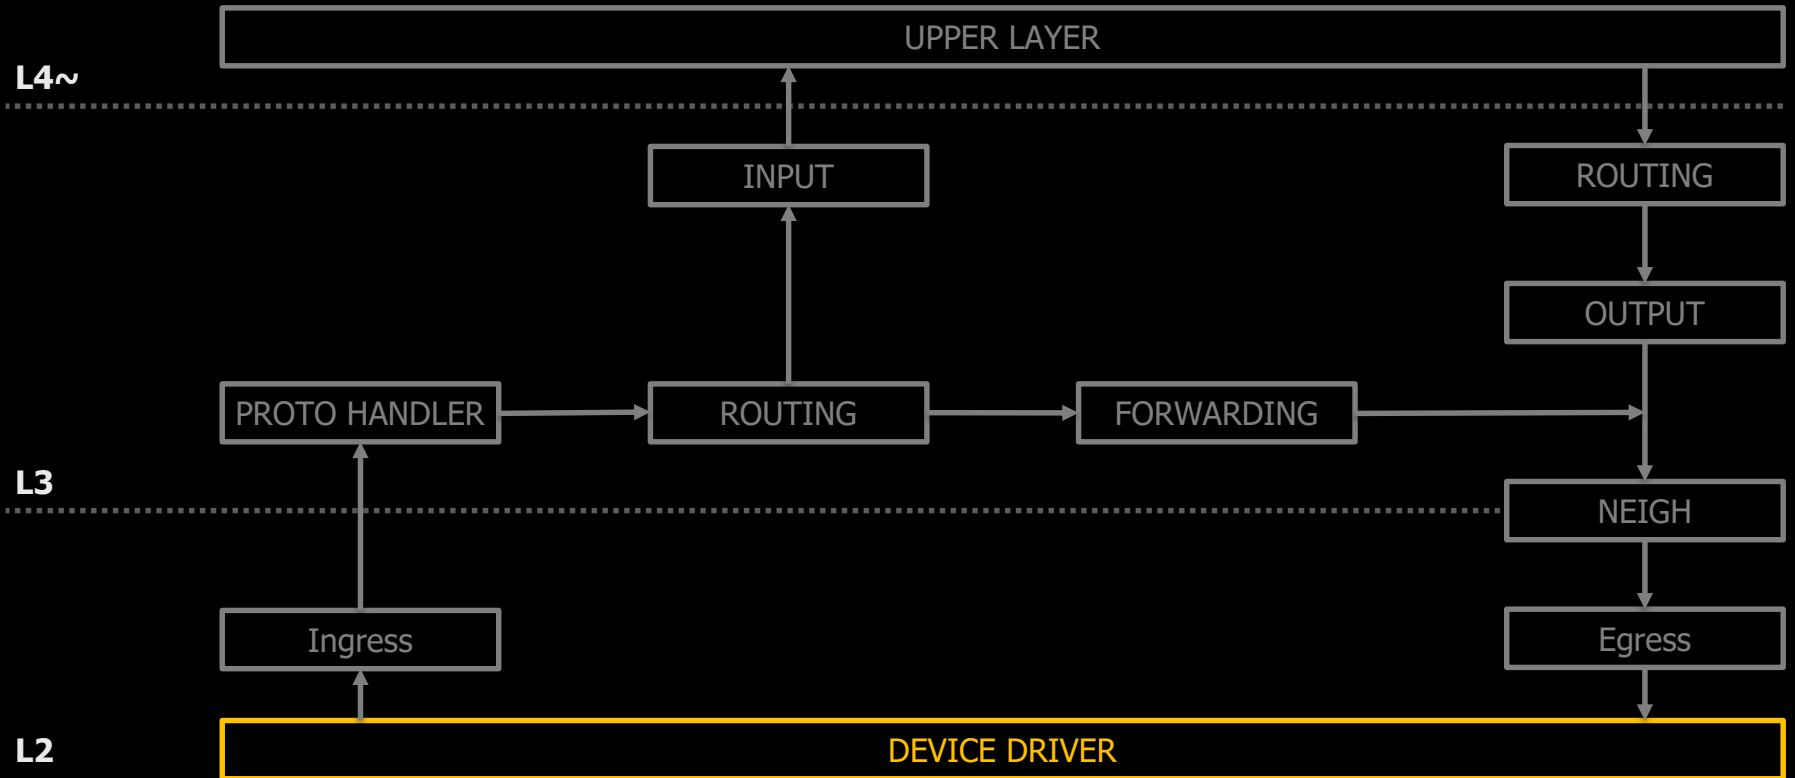 UPPER LAYER
L4~
INPUT
ROUTING
OUTPUT
PROTO HANDLER
ROUTING
FORWARDING
L3
NEIGH
Ingress
Egress
L2
DEVICE DRIVER